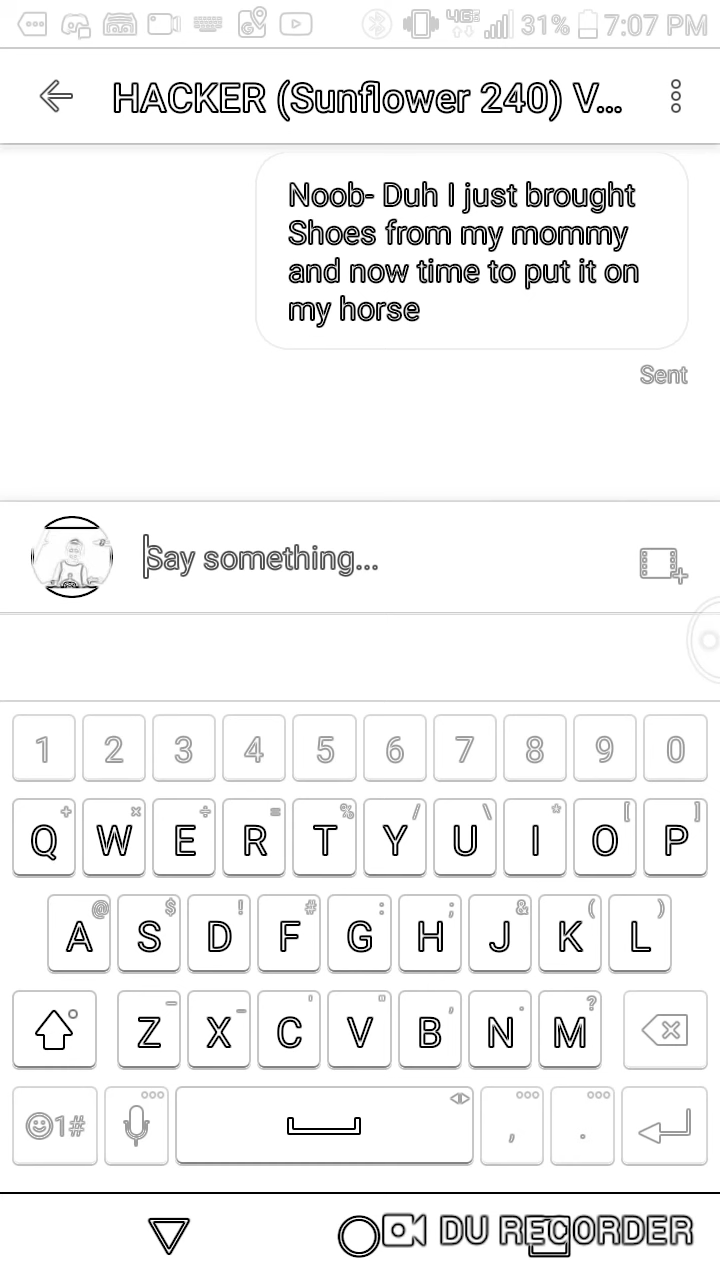 4G 31% 7:07 PM
HACKER (Sunflower 240) V...
Noob- Duh I just brought
Shoes from my mommy
and now time to put it on
my horse
Sent
Say something...
1 2 3 4 5 6 7 8 9 0
+ × ÷ = % / \ * [ ]
Q W E R T Y U I O P
@ $ ! # : ; & ( )
A S D F G H J K L
- _ ' " , . ?
Z X C V B N M
1# , .
DU RECORDER